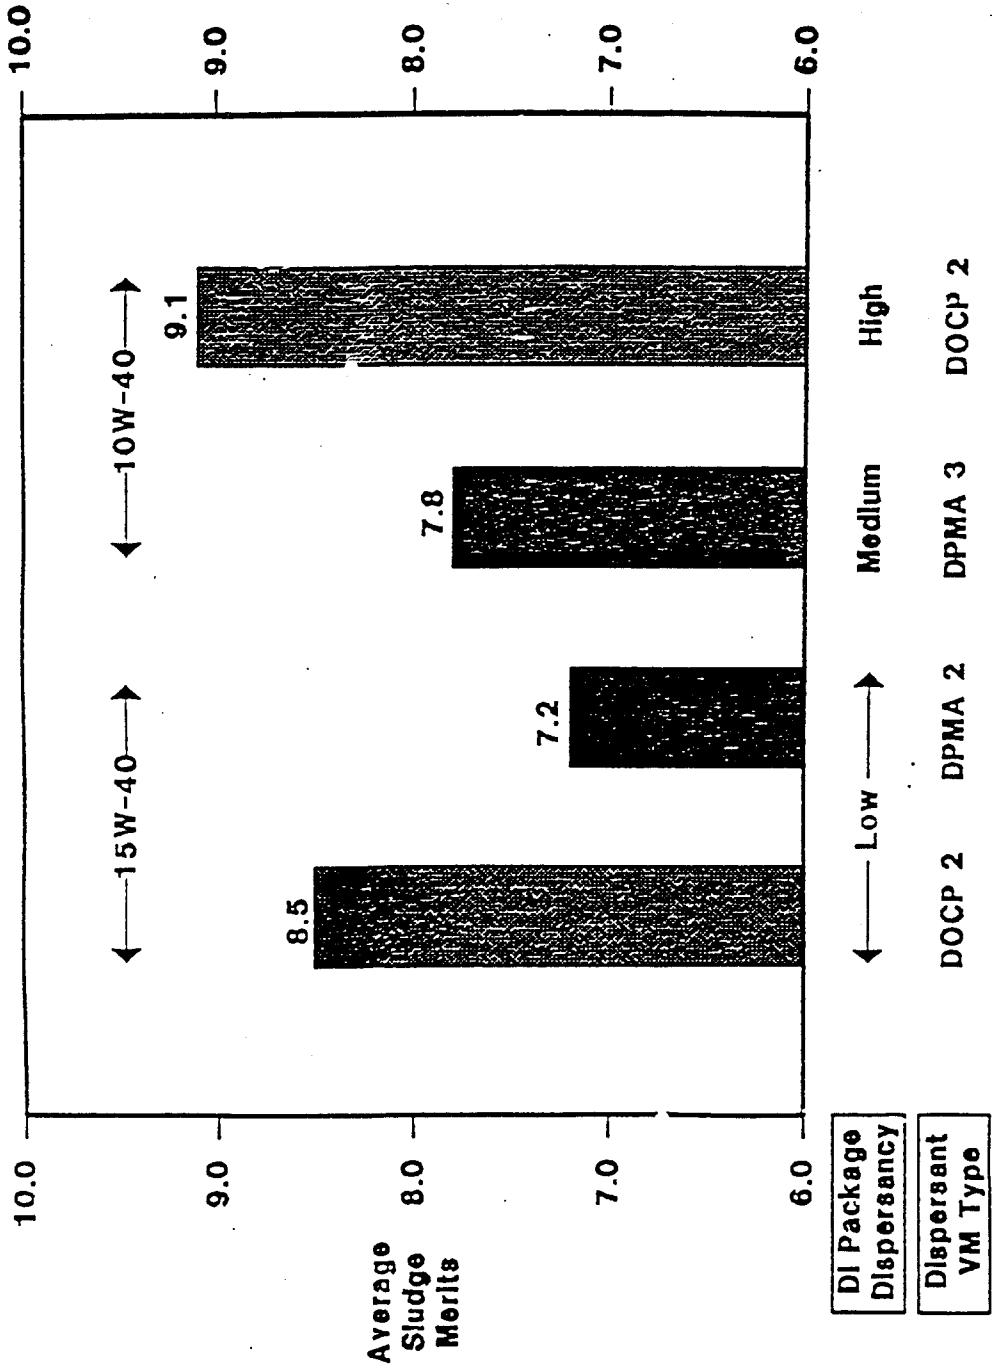 10.0
10.0
15W-40
10W-40
9.1
9.0
9.0
8.5
Average
Sludge
Merits
8.0
8.0
7.8
7.2
7.0
7.0
6.0
6.0
DI Package
Dispersancy
Low
Medium
High
Dispersant
VM Type
DOCP 2
DPMA 2
DPMA 3
DOCP 2